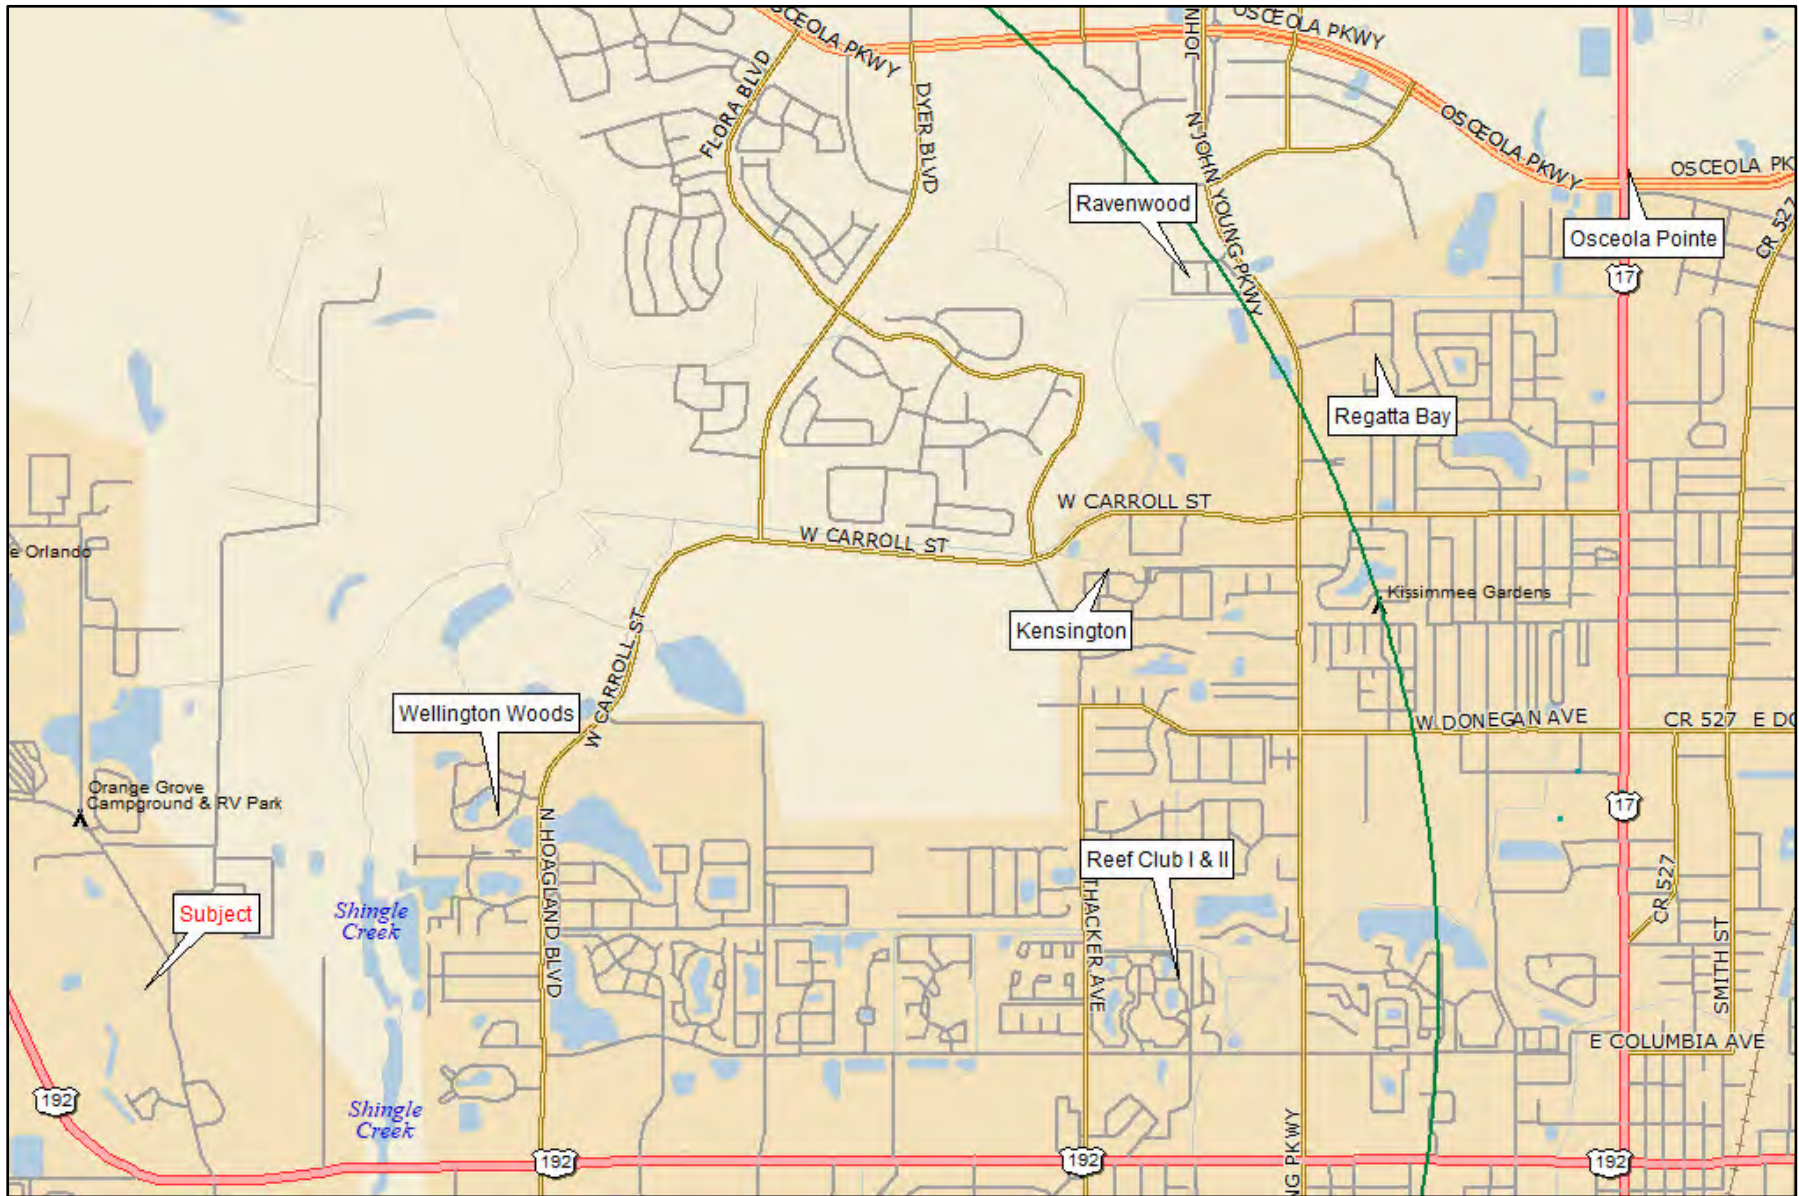 OSCEOLA PKWY
OSCEOLA PKWY
NHOL
FLORA BLVD
DYER BLVD
N JOHN YOUNG PKWY
OSCEOLA PKWY
OSCEOLA PK
Ravenwood
Osceola Pointe
CR 527
17
Regatta Bay
W CARROLL ST
W CARROLL ST
e Orlando
Kissimmee Gardens
Kensington
W CARROLL ST
Wellington Woods
W DONEGAN AVE
CR 527
E DO
Orange Grove
Campground & RV Park
17
N HOAGLAND BLVD
Reef Club I & II
CR 527
Subject
Shingle
Creek
THACKER AVE
SMITH ST
E COLUMBIA AVE
192
Shingle
Creek
NG PKWY
192
192
192